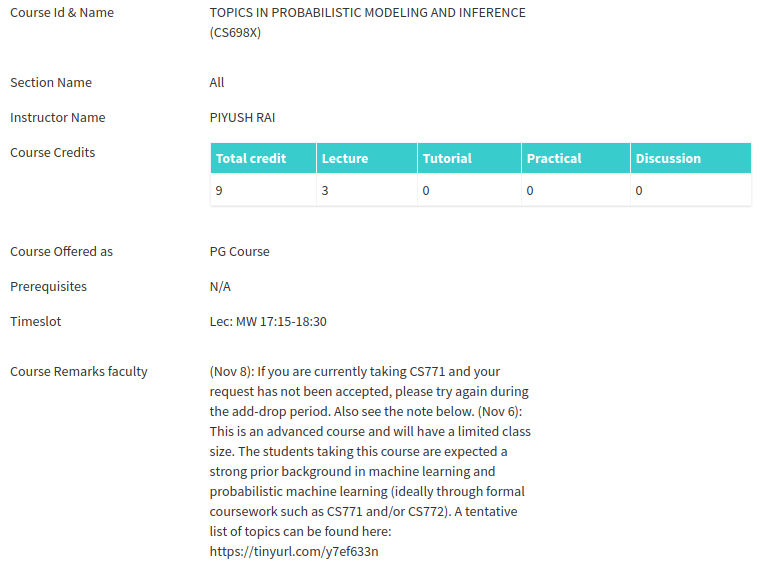 Course Id & Name TOPICS IN PROBABILISTIC MODELING AND INFERENCE
(CS698X)
Section Name All
Instructor Name PIYUSH RAI
Course Credits Total credit Lecture Tutorial Practical Discussion
9 3 0 0 0
Course Offered as PG Course
Prerequisites N/A
Timeslot Lec: MW 17:15-18:30
Course Remarks faculty (Nov 8): If you are currently taking CS771 and your
request has not been accepted, please try again during
the add-drop period. Also see the note below. (Nov 6):
This is an advanced course and will have a limited class
size. The students taking this course are expected a
strong prior background in machine learning and
probabilistic machine learning (ideally through formal
coursework such as CS771 and/or CS772). A tentative
list of topics can be found here:
https://tinyurl.com/y7ef633n